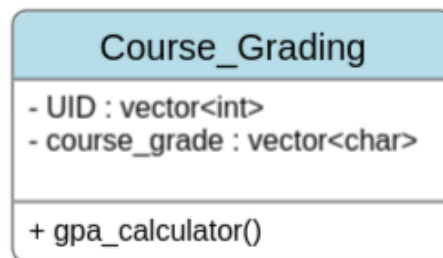 Course_Grading
- UID : vector<int>
- course_grade : vector<char>
+ gpa_calculator()